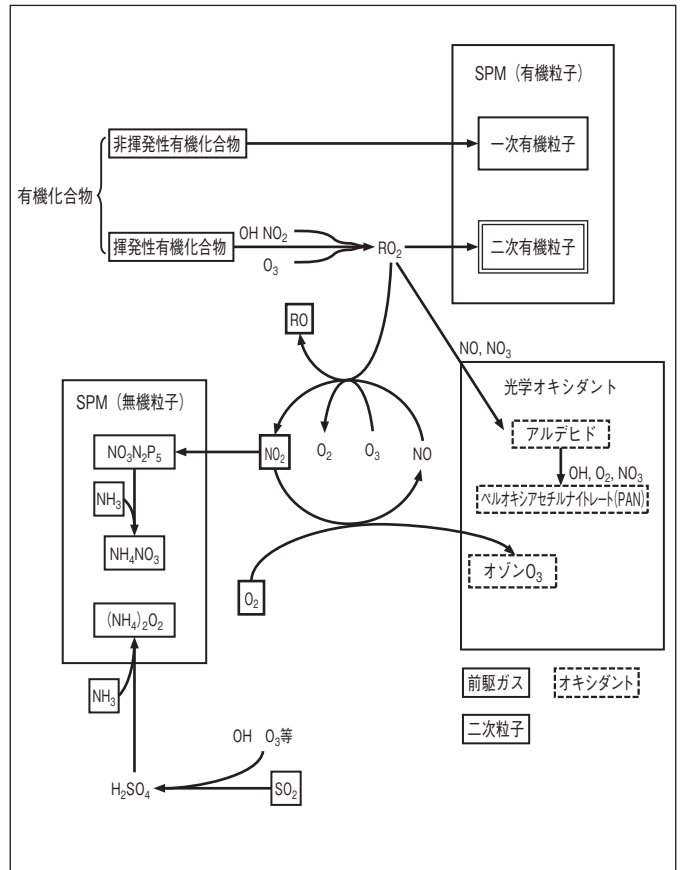 SPM（有機粒子）
非揮発性有機化合物
一次有機粒子
有機化合物
揮発性有機化合物
OH NO₂
O₃
RO₂
二次有機粒子
RO
NO, NO₃
光学オキシダント
SPM（無機粒子）
アルデヒド
NO₃N₂P₅
NO₂
O₂
O₃
NO
OH, O₂, NO₃
ペルオキシアセチルナイトレート(PAN)
NH₃
NH₄NO₃
オゾンO₃
O₂
(NH₄)₂O₂
NH₃
前駆ガス
オキシダント
二次粒子
OH O₃等
H₂SO₄
SO₂